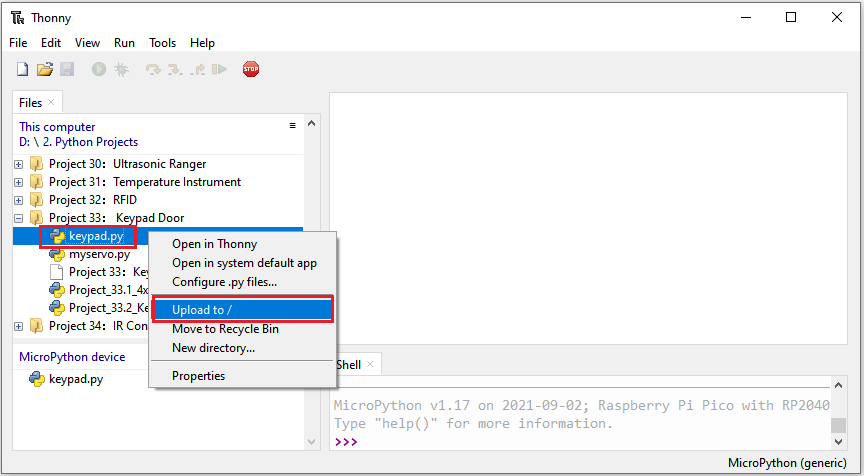 Thonny
File Edit View Run Tools Help
STOP
Files
This computer
D: \ 2. Python Projects
Project 30： Ultrasonic Ranger
Project 31： Temperature Instrument
Project 32： RFID
Project 33： Keypad Door
keypad.py
myservo.py
Project 33： Ke
Project_33.1_4x
Project_33.2_Ke
Project 34： IR Con
Open in Thonny
Open in system default app
Configure .py files...
Upload to /
Move to Recycle Bin
New directory...
Properties
MicroPython device
keypad.py
Shell
MicroPython v1.17 on 2021-09-02; Raspberry Pi Pico with RP2040
Type "help()" for more information.
>>>
MicroPython (generic)